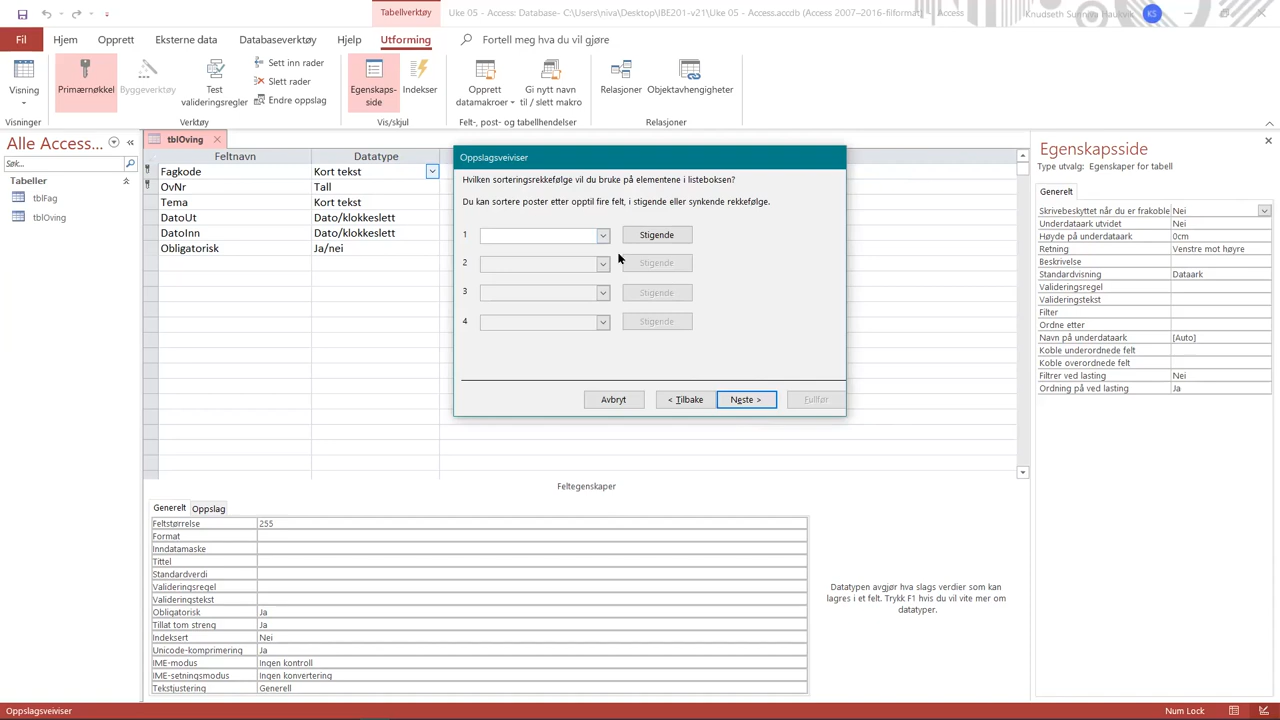 Tabellverktøy
Uke 05 - Access: Database- C:\Users\niva\Desktop\IBE201-v21\Uke 05 - Access.accdb (Access 2007–2016-filformat) - Access
Knudseth Sunniva Haukvik
KS
Fil
Hjem
Opprett
Eksterne data
Databaseverktøy
Hjelp
Utforming
Fortell meg hva du vil gjøre
Visning
Primærnøkkel
Byggeverktøy
Test
valideringsregler
Sett inn rader
Slett rader
Endre oppslag
Egenskaps-
side
Indekser
Opprett
datamakroer
Gi nytt navn
til / slett makro
Relasjoner
Objektavhengigheter
Visninger
Verktøy
Vis/skjul
Felt-, post- og tabellhendelser
Relasjoner
Alle Access...
Søk...
Tabeller
tblFag
tblOving
tblOving
Feltnavn
Datatype
Fagkode
Kort tekst
OvNr
Tall
Tema
Kort tekst
DatoUt
Dato/klokkeslett
DatoInn
Dato/klokkeslett
Obligatorisk
Ja/nei
Oppslagsveiviser
Hvilken sorteringsrekkefølge vil du bruke på elementene i listeboksen?
Du kan sortere poster etter opptil fire felt, i stigende eller synkende rekkefølge.
1
Stigende
2
Stigende
3
Stigende
4
Stigende
Avbryt
< Tilbake
Neste >
Fullfør
Egenskapsside
Type utvalg: Egenskaper for tabell
Generelt
Skrivebeskyttet når du er frakoble
Nei
Underdataark utvidet
Nei
Høyde på underdataark
0cm
Retning
Venstre mot høyre
Beskrivelse
Standardvisning
Dataark
Valideringsregel
Valideringstekst
Filter
Ordne etter
Navn på underdataark
[Auto]
Koble underordnede felt
Koble overordnede felt
Filtrer ved lasting
Nei
Ordning på ved lasting
Ja
Feltegenskaper
Generelt
Oppslag
Feltstørrelse
255
Format
Inndatamaske
Tittel
Standardverdi
Valideringsregel
Valideringstekst
Obligatorisk
Ja
Tillat tom streng
Ja
Indeksert
Nei
Unicode-komprimering
Ja
IME-modus
Ingen kontroll
IME-setningsmodus
Ingen konvertering
Tekstjustering
Generell
Datatypen avgjør hva slags verdier som kan
lagres i et felt. Trykk F1 hvis du vil vite mer om
datatyper.
Oppslagsveiviser
Num Lock